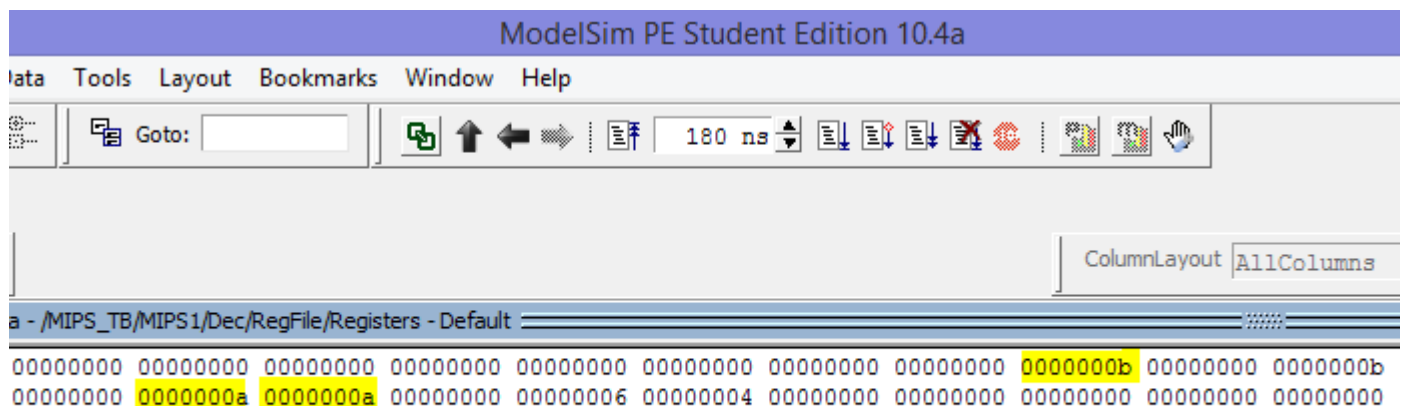 ModelSim PE Student Edition 10.4a
Data Tools Layout Bookmarks Window Help
Goto: 180 ns
ColumnLayout AllColumns
a - /MIPS_TB/MIPS1/Dec/RegFile/Registers - Default
00000000 00000000 00000000 00000000 00000000 00000000 00000000 00000000 0000000b 00000000 0000000b
00000000 0000000a 0000000a 00000000 00000006 00000004 00000000 00000000 00000000 00000000 00000000